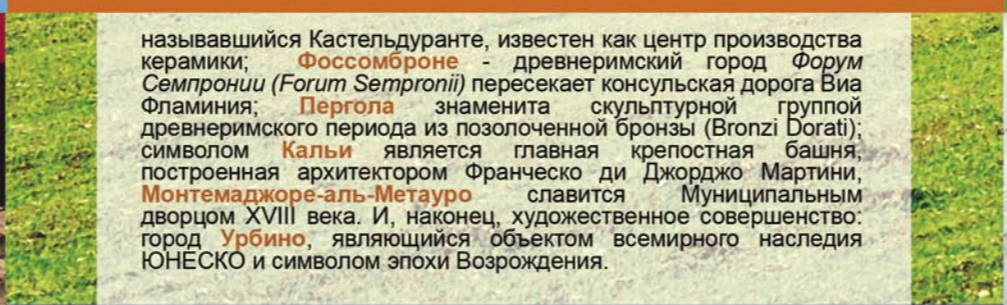 называвшийся Кастельдуранте, известен как центр производства
керамики; Фоссомброне - древнеримский город Форум
Семпронии (Forum Sempronii) пересекает консульская дорога Виа
Фламиния; Пергола знаменита скульптурной группой
древнеримского периода из позолоченной бронзы (Bronzi Dorati);
символом Кальи является главная крепостная башня,
построенная архитектором Франческо ди Джорджо Мартини,
Монтемаджоре-аль-Метауро славится Муниципальным
дворцом XVIII века. И, наконец, художественное совершенство:
город Урбино, являющийся объектом всемирного наследия
ЮНЕСКО и символом эпохи Возрождения.